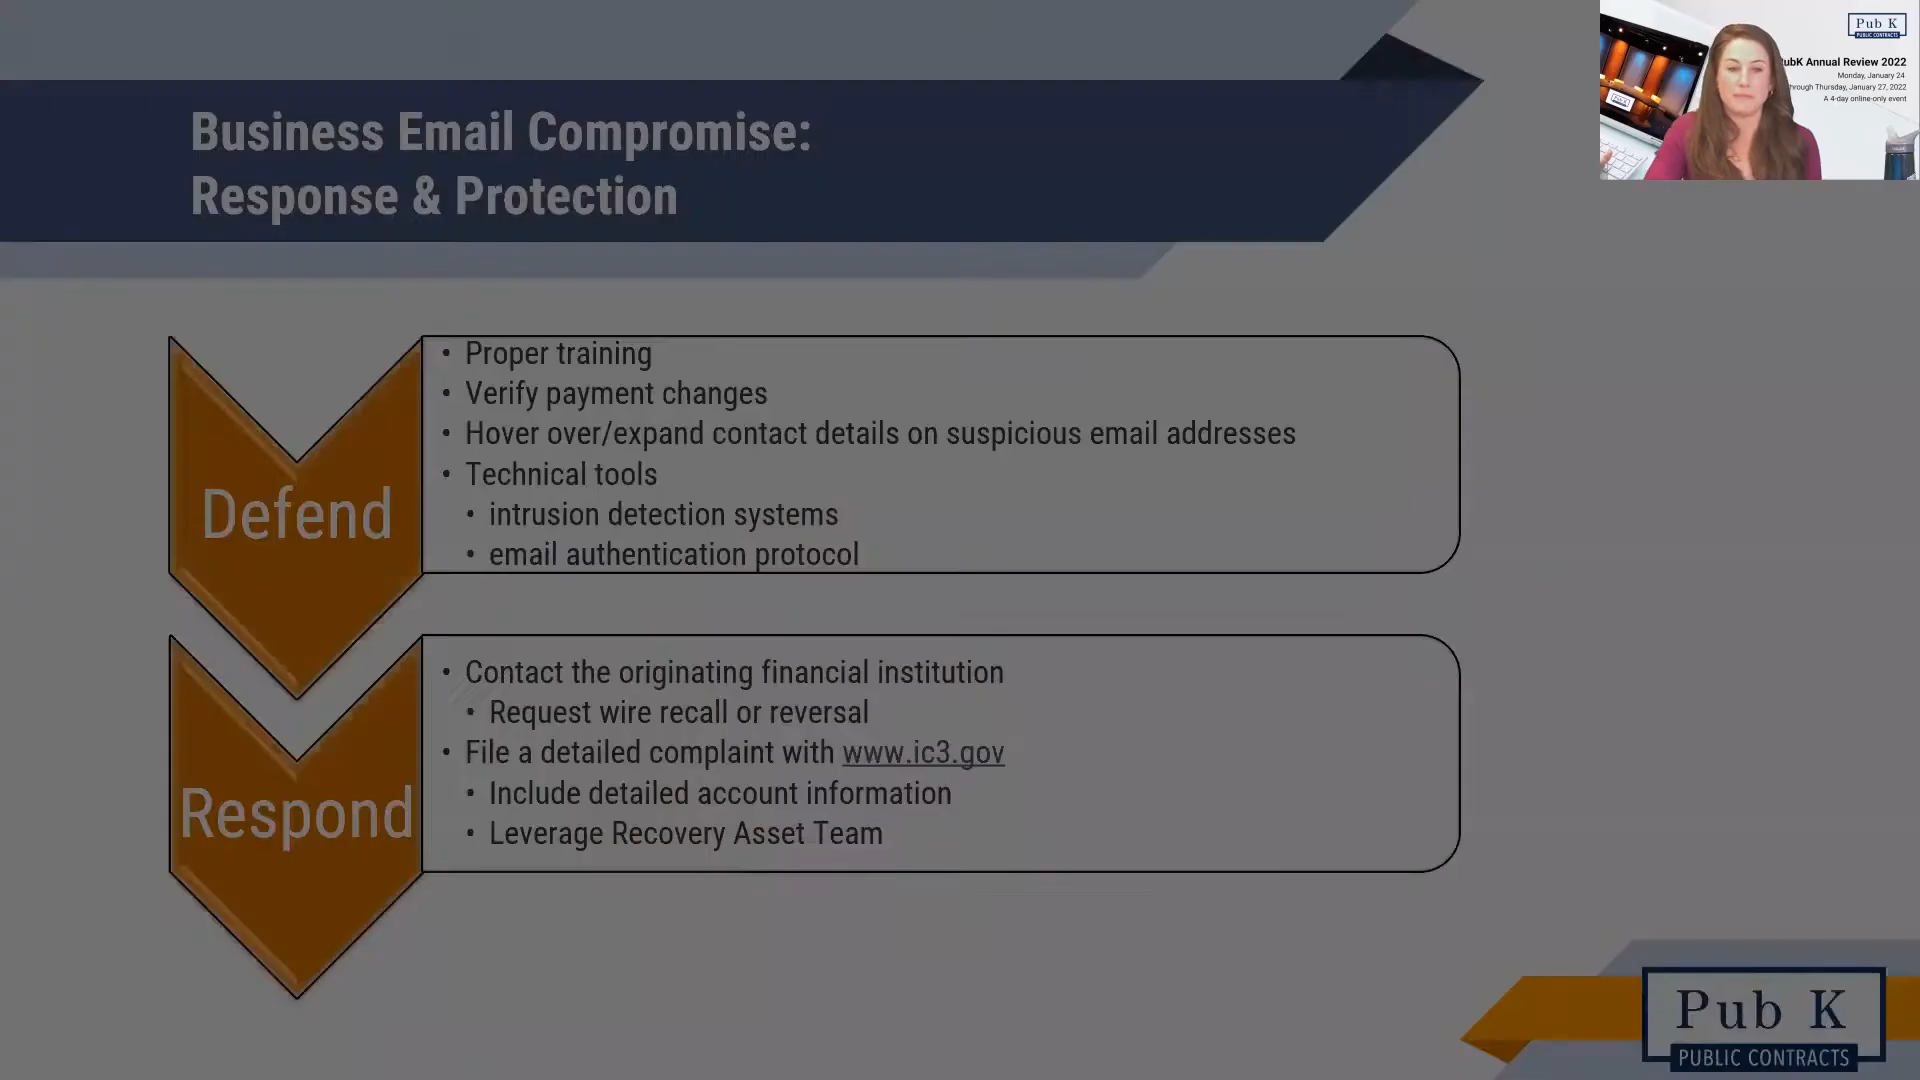 Business Email Compromise:
Response & Protection
Pub K
PUBLIC CONTRACTS
PubK Annual Review 2022
Monday, January 24
through Thursday, January 27, 2022
A 4-day online-only event
Defend
• Proper training
• Verify payment changes
• Hover over/expand contact details on suspicious email addresses
• Technical tools
• intrusion detection systems
• email authentication protocol
Respond
• Contact the originating financial institution
• Request wire recall or reversal
• File a detailed complaint with www.ic3.gov
• Include detailed account information
• Leverage Recovery Asset Team
Pub K
PUBLIC CONTRACTS